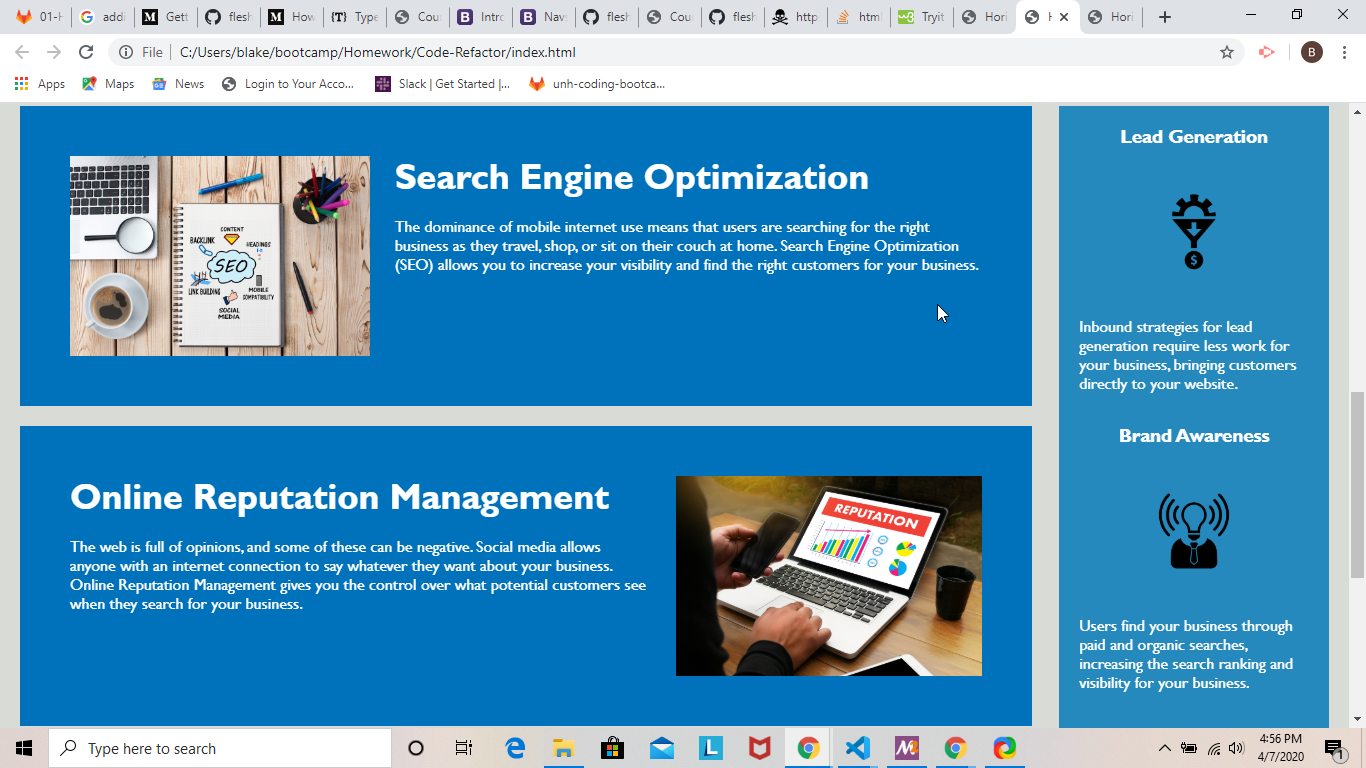 01-H
addi
Gett
flesh
How
{T} Type
Cour
Intro
Navs
flesh
Cour
flesh
http
html
w3 Tryit
Hori
H
Hori
File
C:/Users/blake/bootcamp/Homework/Code-Refactor/index.html
B
Apps
Maps
News
Login to Your Acco...
Slack | Get Started |...
unh-coding-bootca...
CONTENT
BACKLINK
HEADINGS
SEO
LINK BUILDING
MOBILE
COMPATIBILITY
SOCIAL
MEDIA
Search Engine Optimization
The dominance of mobile internet use means that users are searching for the right
business as they travel, shop, or sit on their couch at home. Search Engine Optimization
(SEO) allows you to increase your visibility and find the right customers for your business.
Online Reputation Management
The web is full of opinions, and some of these can be negative. Social media allows
anyone with an internet connection to say whatever they want about your business.
Online Reputation Management gives you the control over what potential customers see
when they search for your business.
REPUTATION
Lead Generation
$
Inbound strategies for lead
generation require less work for
your business, bringing customers
directly to your website.
Brand Awareness
Users find your business through
paid and organic searches,
increasing the search ranking and
visibility for your business.
Type here to search
4:56 PM
4/7/2020
1